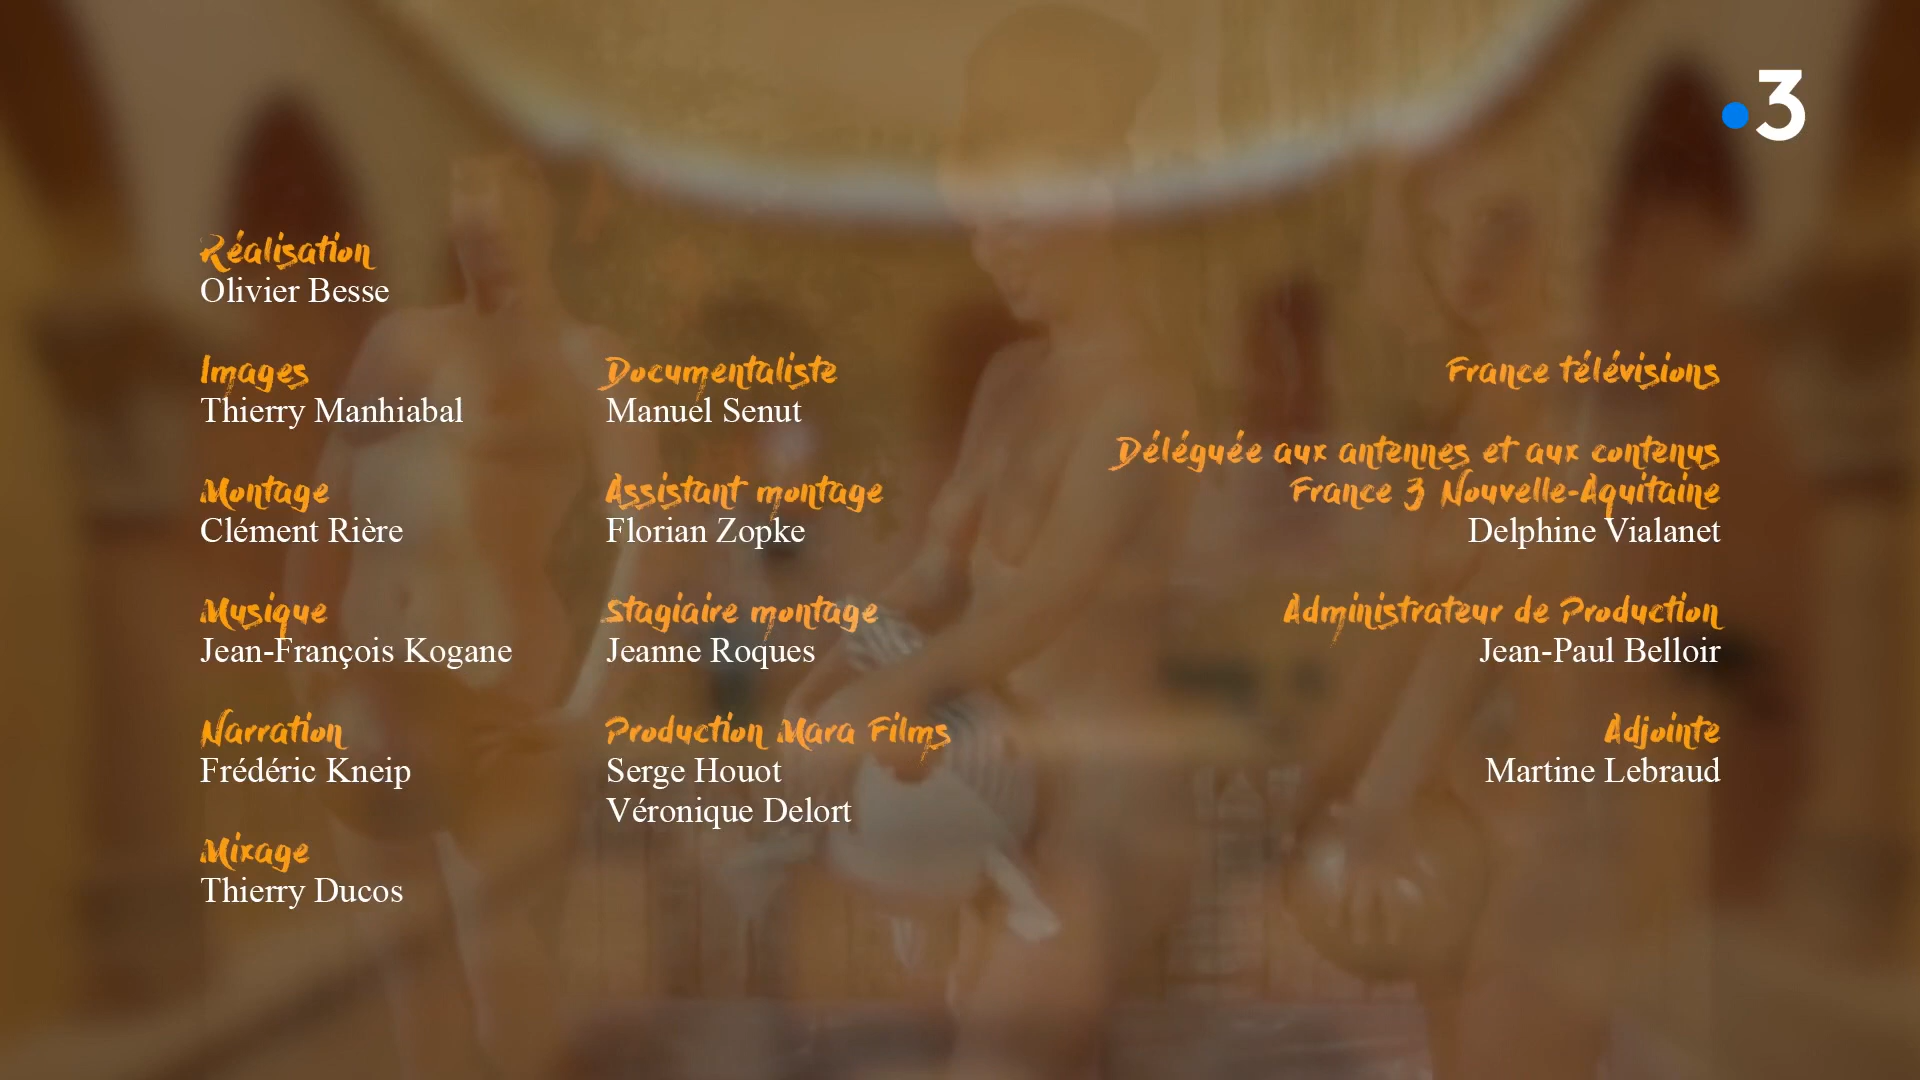 3
Réalisation
Olivier Besse
Images
Thierry Manhiabal
Montage
Clément Rière
Musique
Jean-François Kogane
Narration
Frédéric Kneip
Mixage
Thierry Ducos
Documentaliste
Manuel Senut
Assistant montage
Florian Zopke
Stagiaire montage
Jeanne Roques
Production Mara Films
Serge Houot
Véronique Delort
France télévisions
Déléguée aux antennes et aux contenus
France 3 Nouvelle-Aquitaine
Delphine Vialanet
Administrateur de Production
Jean-Paul Belloir
Adjointe
Martine Lebraud